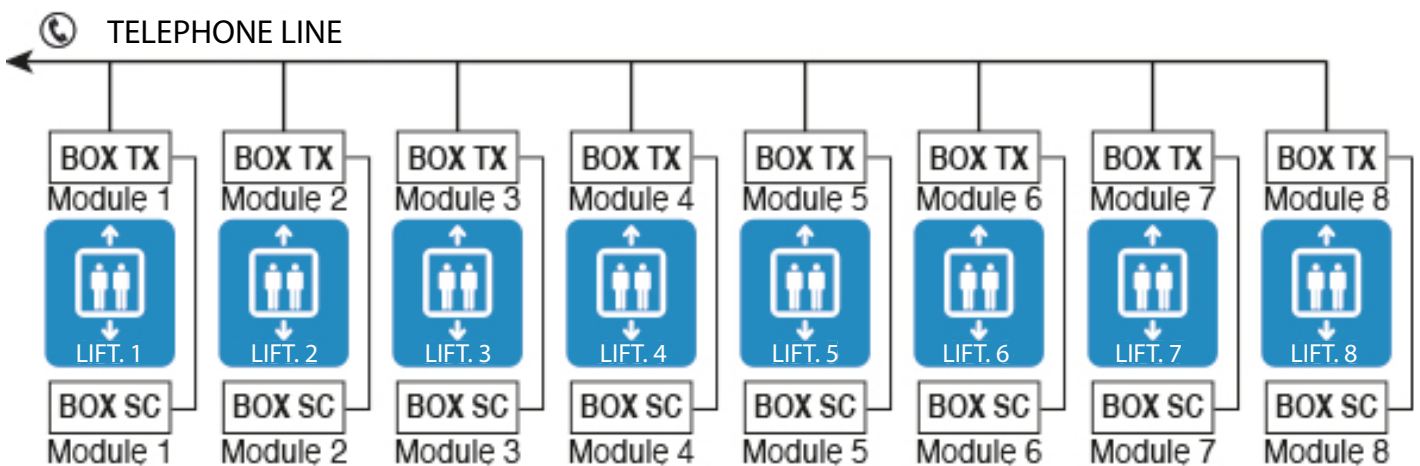 TELEPHONE LINE
BOX TX BOX TX BOX TX BOX TX BOX TX BOX TX BOX TX BOX TX
Module 1 Module 2 Module 3 Module 4 Module 5 Module 6 Module 7 Module 8
LIFT. 1 LIFT. 2 LIFT. 3 LIFT. 4 LIFT. 5 LIFT. 6 LIFT. 7 LIFT. 8
BOX SC BOX SC BOX SC BOX SC BOX SC BOX SC BOX SC BOX SC
Module 1 Module 2 Module 3 Module 4 Module 5 Module 6 Module 7 Module 8